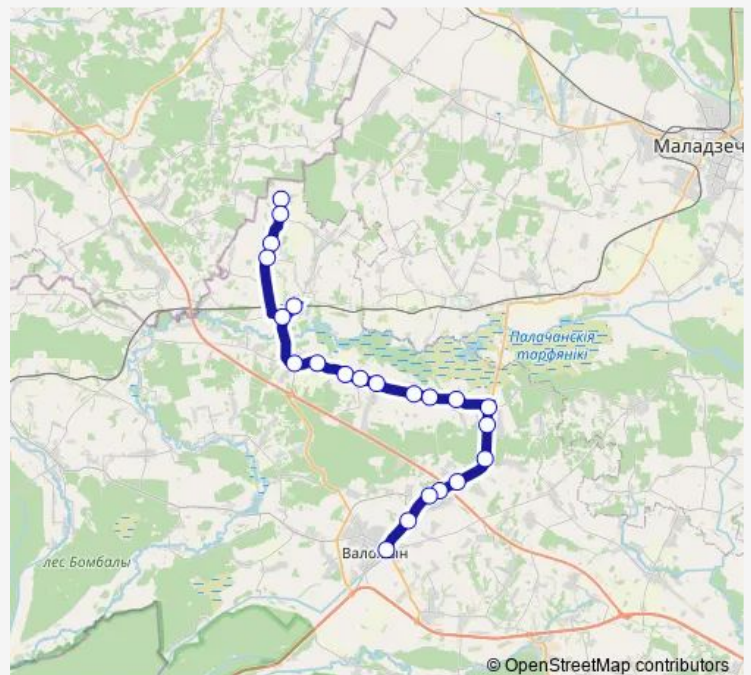 Маладзеч
Палачанскія
тарфянікі
Валожын
лес Бомбалы
© OpenStreetMap contributors